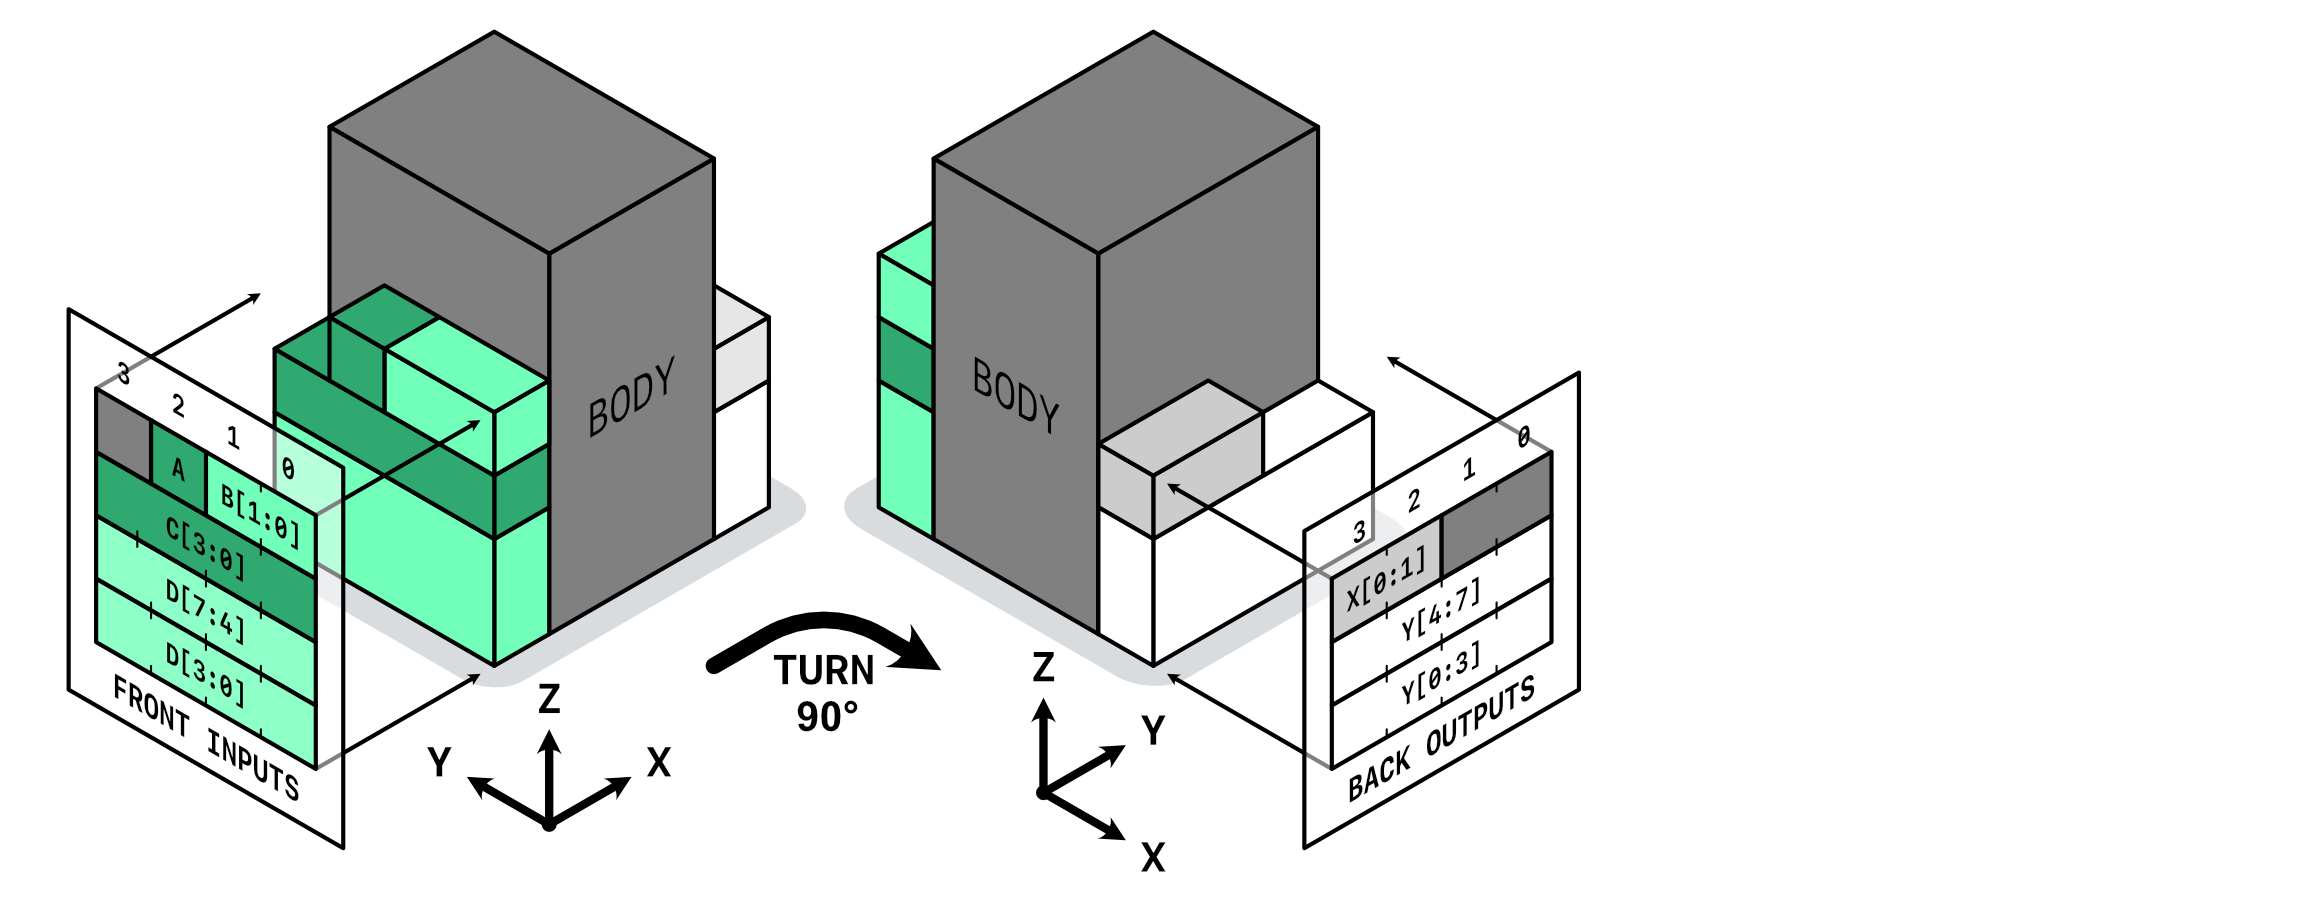 BODY
3
2
1
0
A
B[1:0]
C[3:0]
D[7:4]
D[3:0]
FRONT INPUTS
Z
Y
X
TURN
90°
BODY
Z
Y
X
0
1
2
3
X[0:1]
Y[4:7]
Y[0:3]
BACK OUTPUTS